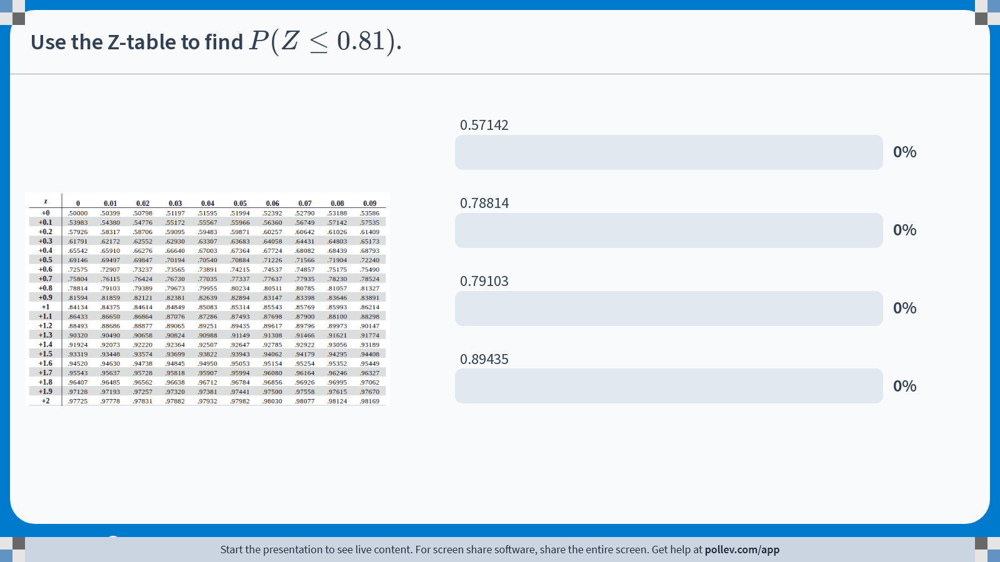 Use the Z-table to find P(Z ≤ 0.81).
z 0 0.01 0.02 0.03 0.04 0.05 0.06 0.07 0.08 0.09
+0 .50000 .50399 .50798 .51197 .51595 .51994 .52392 .52790 .53188 .53586
+0.1 .53983 .54380 .54776 .55172 .55567 .55966 .56360 .56749 .57142 .57535
+0.2 .57926 .58317 .58706 .59095 .59483 .59871 .60257 .60642 .61026 .61409
+0.3 .61791 .62172 .62552 .62930 .63307 .63683 .64058 .64431 .64803 .65173
+0.4 .65542 .65910 .66276 .66640 .67003 .67364 .67724 .68082 .68439 .68793
+0.5 .69146 .69497 .69847 .70194 .70540 .70884 .71226 .71566 .71904 .72240
+0.6 .72575 .72907 .73237 .73565 .73891 .74215 .74537 .74857 .75175 .75490
+0.7 .75804 .76115 .76424 .76730 .77035 .77337 .77637 .77935 .78230 .78524
+0.8 .78814 .79103 .79389 .79673 .79955 .80234 .80511 .80785 .81057 .81327
+0.9 .81594 .81859 .82121 .82381 .82639 .82894 .83147 .83398 .83646 .83891
+1 .84134 .84375 .84614 .84849 .85083 .85314 .85543 .85769 .85993 .86214
+1.1 .86433 .86650 .86864 .87076 .87286 .87493 .87698 .87900 .88100 .88298
+1.2 .88493 .88686 .88877 .89065 .89251 .89435 .89617 .89796 .89973 .90147
+1.3 .90320 .90490 .90658 .90824 .90988 .91149 .91308 .91466 .91621 .91774
+1.4 .91924 .92073 .92220 .92364 .92507 .92647 .92785 .92922 .93056 .93189
+1.5 .93319 .93448 .93574 .93699 .93822 .93943 .94062 .94179 .94295 .94408
+1.6 .94520 .94630 .94738 .94845 .94950 .95053 .95154 .95254 .95352 .95449
+1.7 .95543 .95637 .95728 .95818 .95907 .95994 .96080 .96164 .96246 .96327
+1.8 .96407 .96485 .96562 .96638 .96712 .96784 .96856 .96926 .96995 .97062
+1.9 .97128 .97193 .97257 .97320 .97381 .97441 .97500 .97558 .97615 .97670
+2 .97725 .97778 .97831 .97882 .97932 .97982 .98030 .98077 .98124 .98169
0.57142
0%
0.78814
0%
0.79103
0%
0.89435
0%
Start the presentation to see live content. For screen share software, share the entire screen. Get help at pollev.com/app